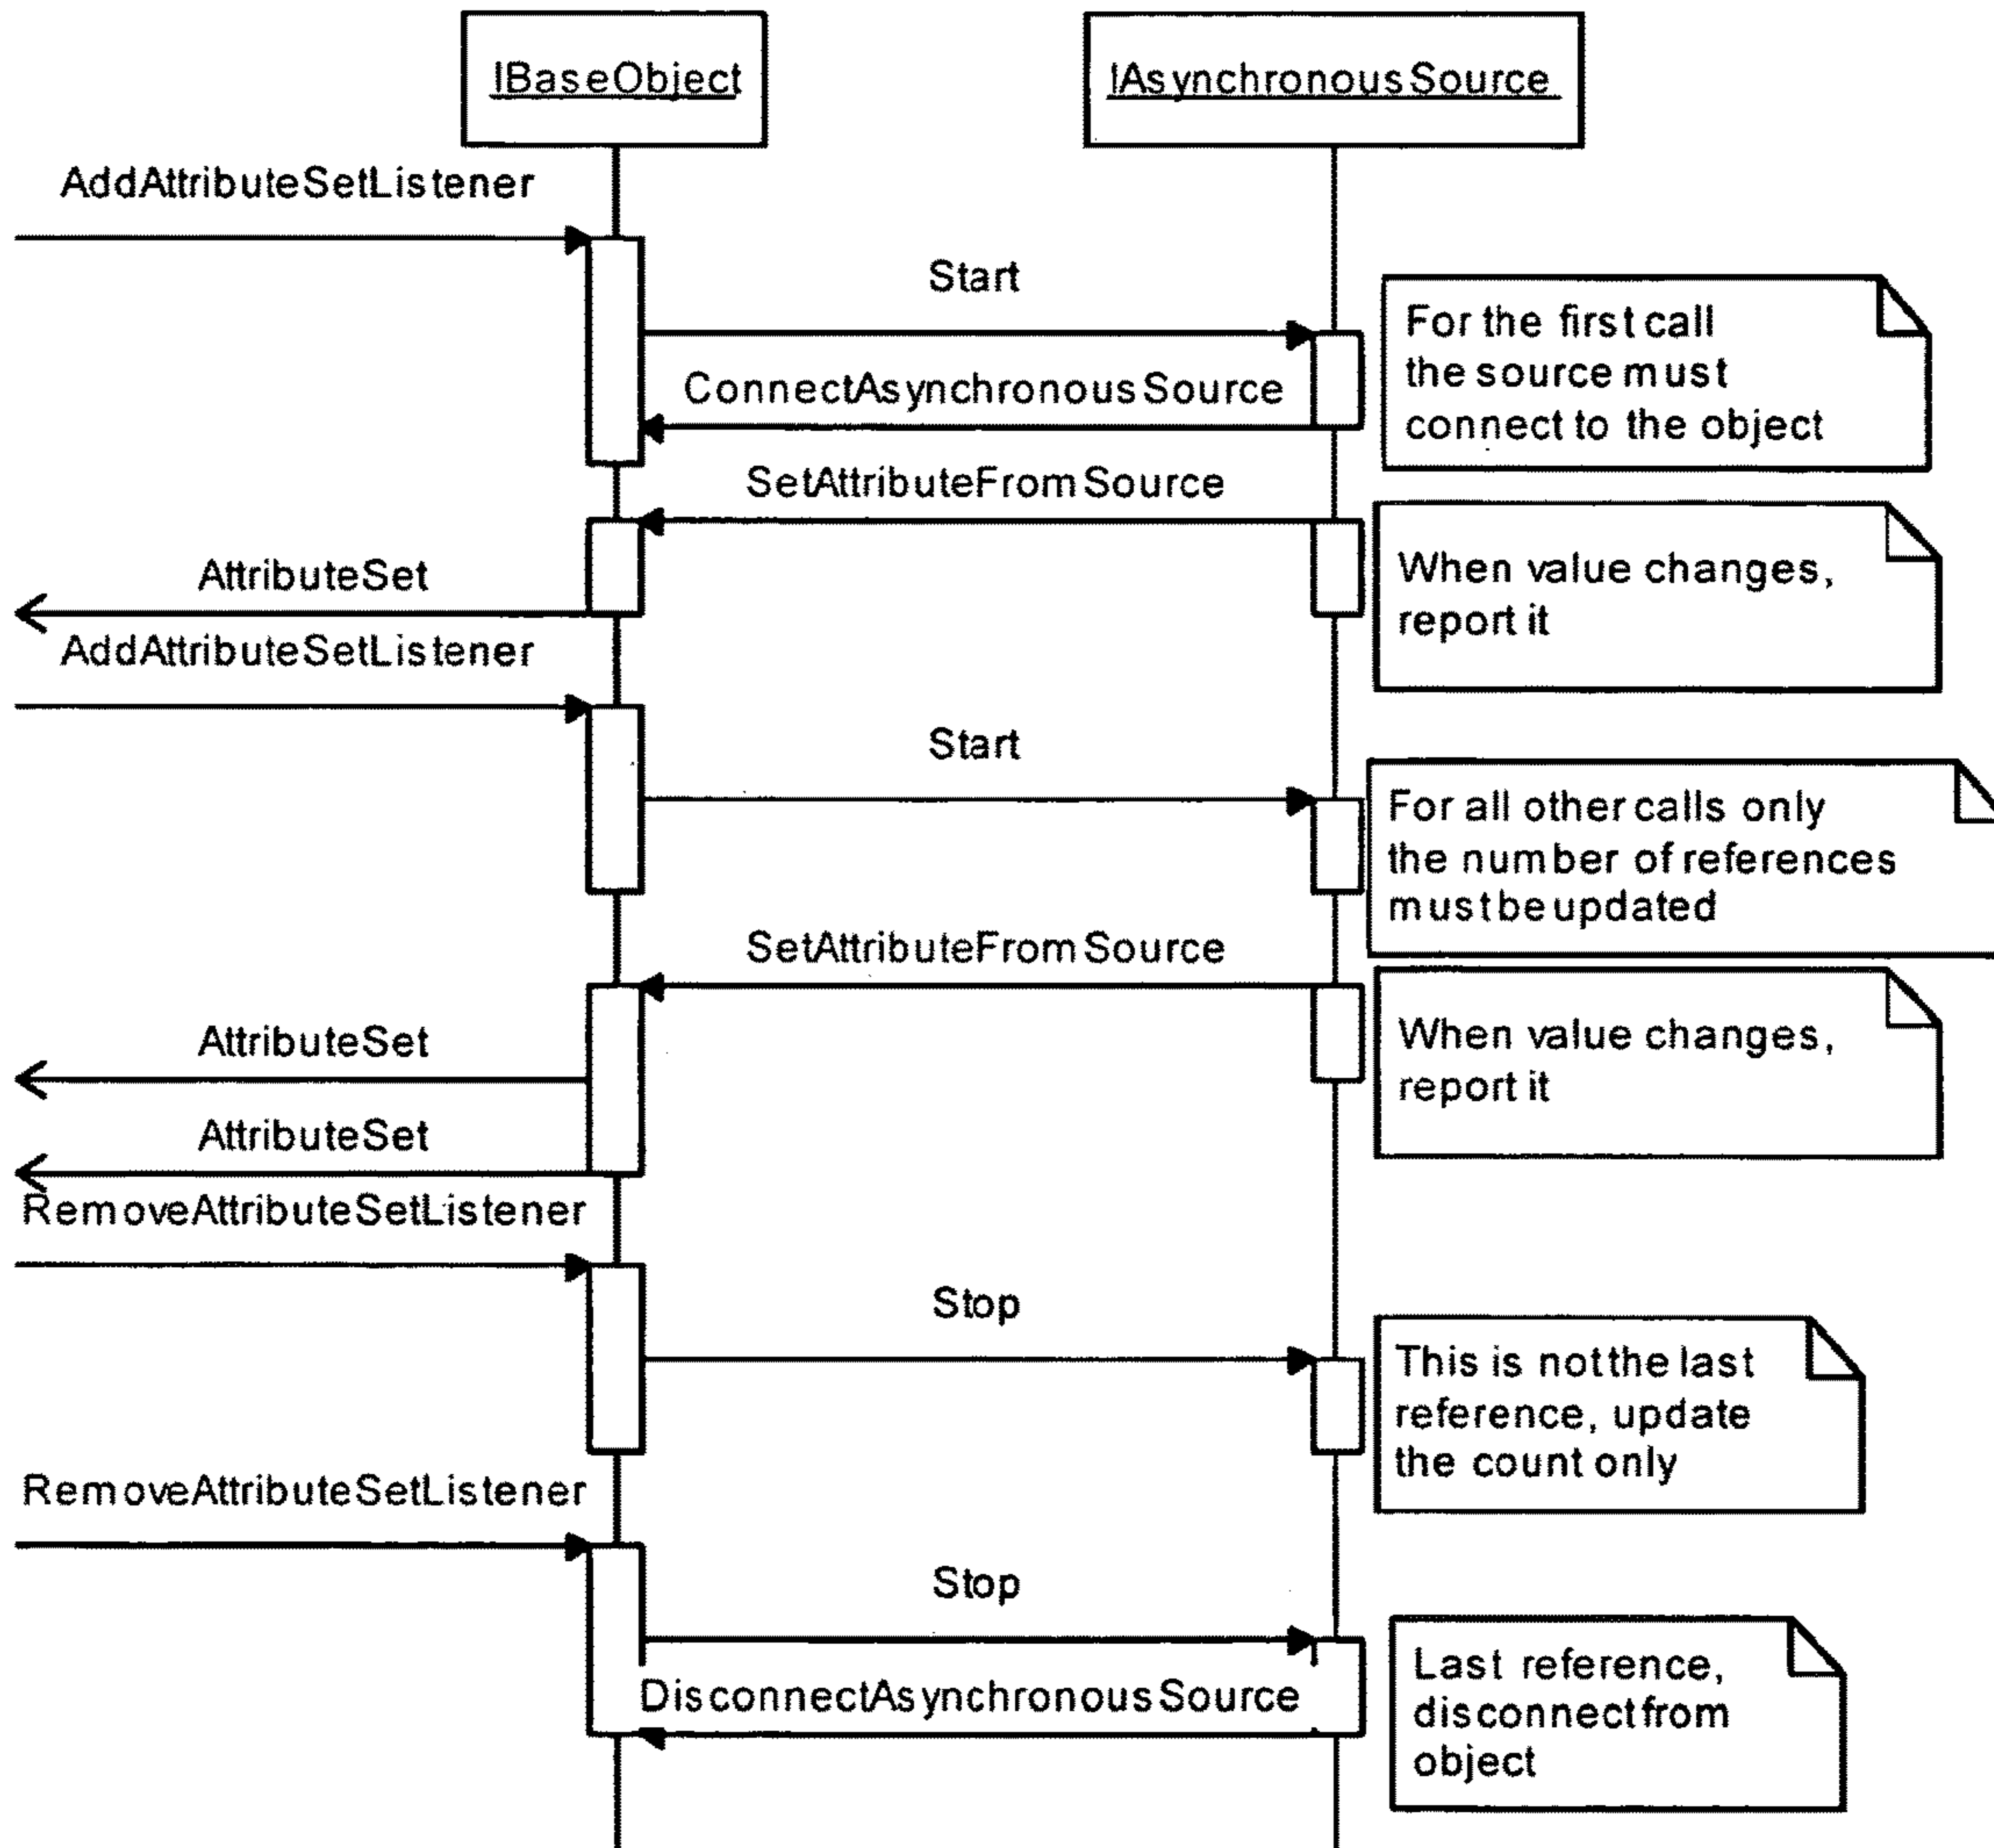 IBaseObject
IAsynchronousSource
AddAttributeSetListener
Start
For the first call
the source must
connect to the object
ConnectAsynchronousSource
SetAttributeFromSource
When value changes,
report it
AttributeSet
AddAttributeSetListener
Start
For all other calls only
the number of references
must be updated
SetAttributeFromSource
When value changes,
report it
AttributeSet
AttributeSet
RemoveAttributeSetListener
Stop
This is not the last
reference, update
the count only
RemoveAttributeSetListener
Stop
Last reference,
disconnect from
object
DisconnectAsynchronousSource